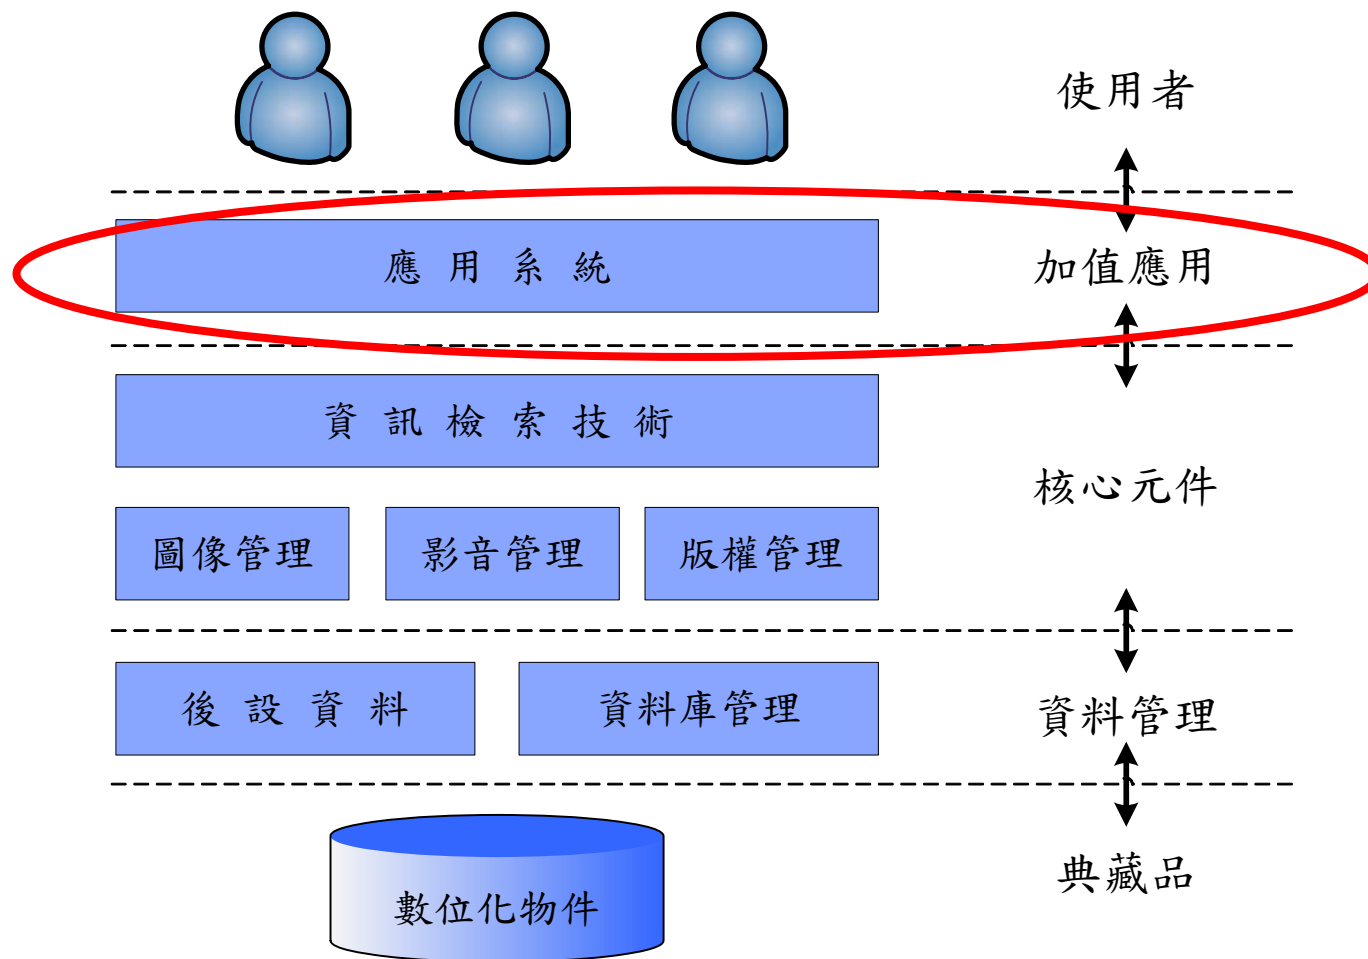 使用者
應用系統
加值應用
資訊檢索技術
核心元件
圖像管理
影音管理
版權管理
後設資料
資料庫管理
資料管理
數位化物件
典藏品